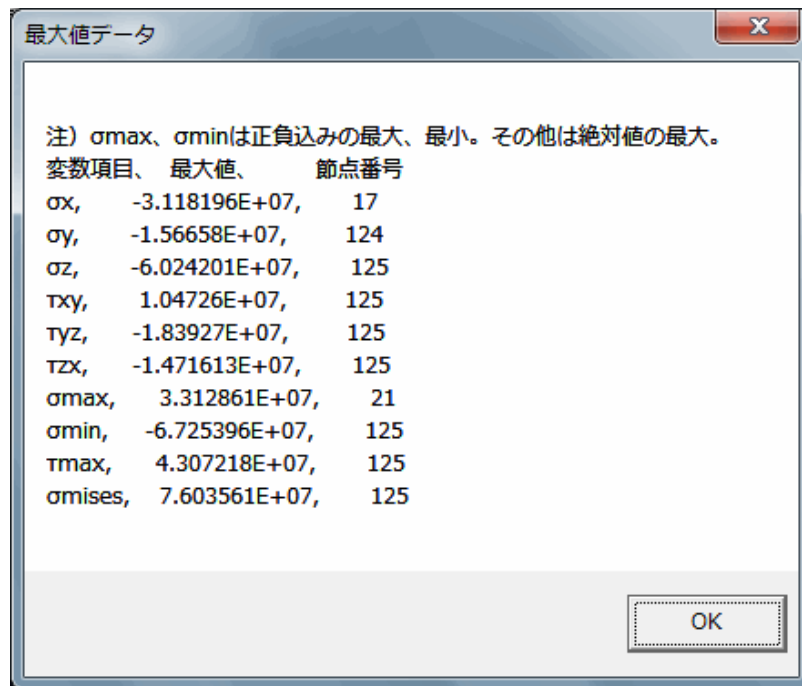 最大値データ
注）σmax、σminは正負込みの最大、最小。その他は絶対値の最大。
変数項目、 最大値、 節点番号
σx, -3.118196E+07, 17
σy, -1.56658E+07, 124
σz, -6.024201E+07, 125
τxy, 1.04726E+07, 125
τyz, -1.83927E+07, 125
τzx, -1.471613E+07, 125
σmax, 3.312861E+07, 21
σmin, -6.725396E+07, 125
τmax, 4.307218E+07, 125
σmises, 7.603561E+07, 125
OK